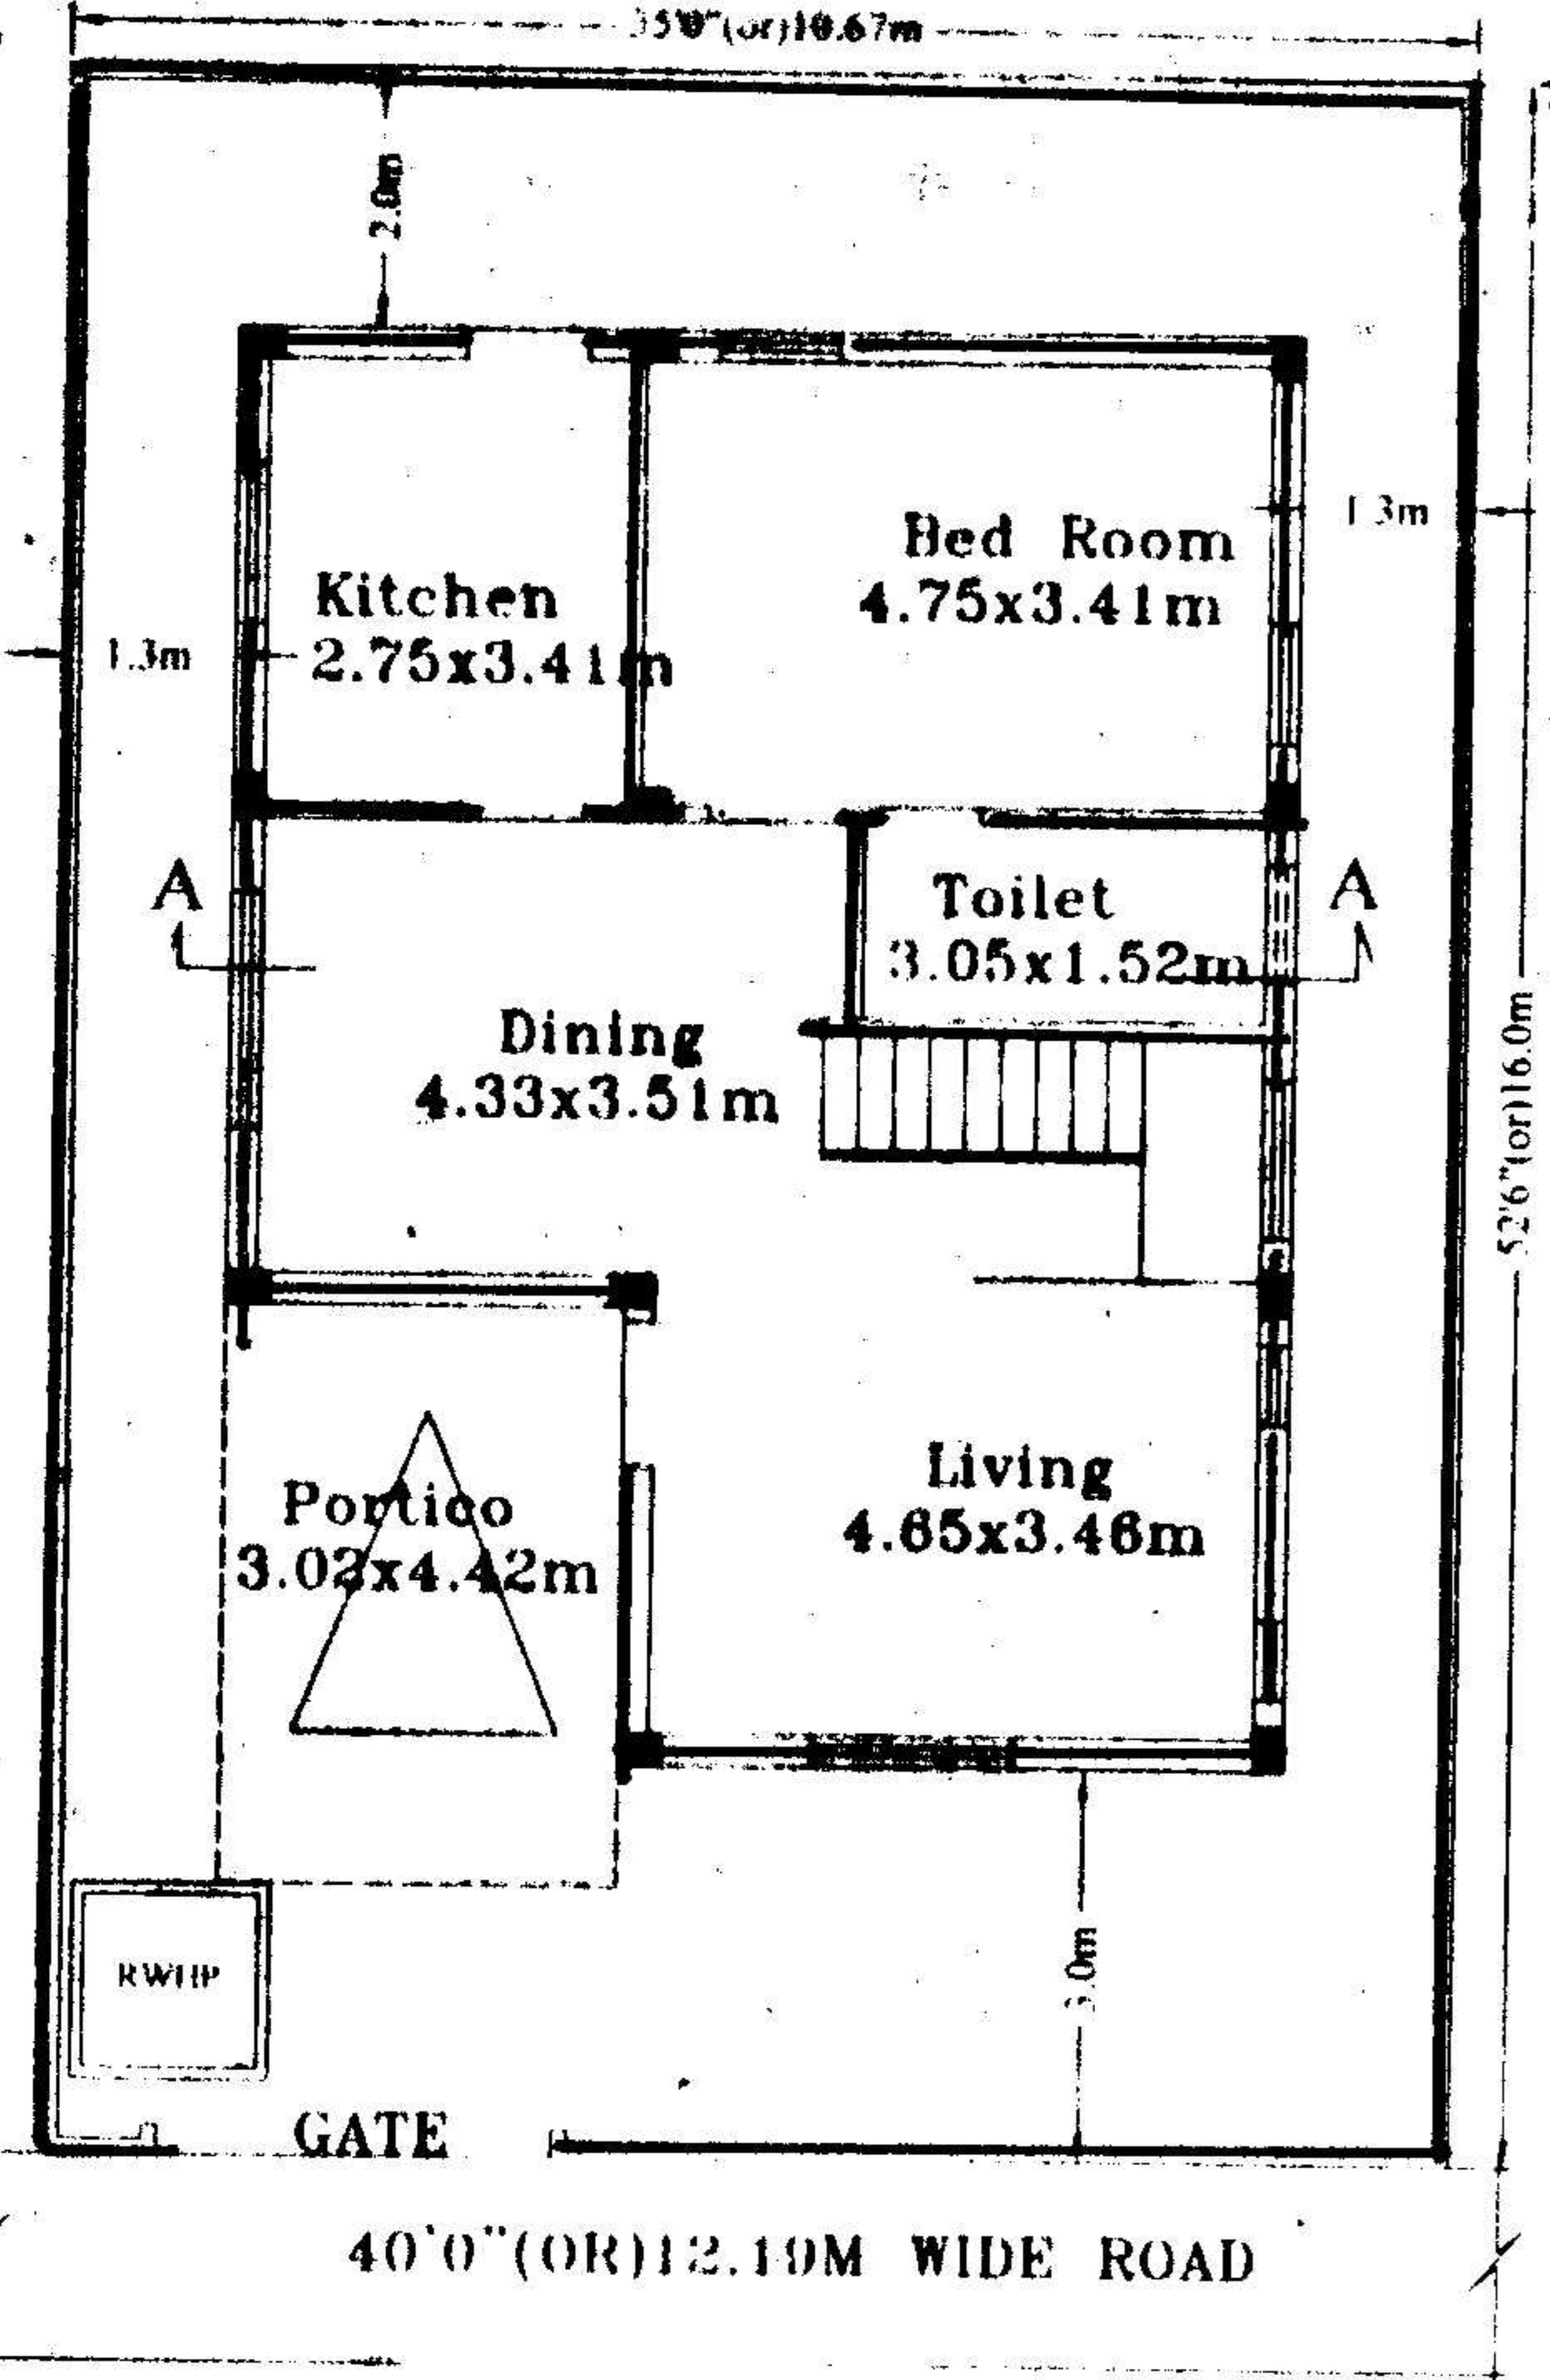 35'0"(or)10.67m
2.0m
Bed Room
4.75x3.41m
1.3m
Kitchen
2.75x3.41m
1.3m
A
A
Toilet
3.05x1.52m
Dining
4.33x3.51m
52'6"(or)16.0m
Living
4.65x3.46m
Portico
3.03x4.42m
3.0m
RWHP
GATE
40'0"(OR)12.19M WIDE ROAD